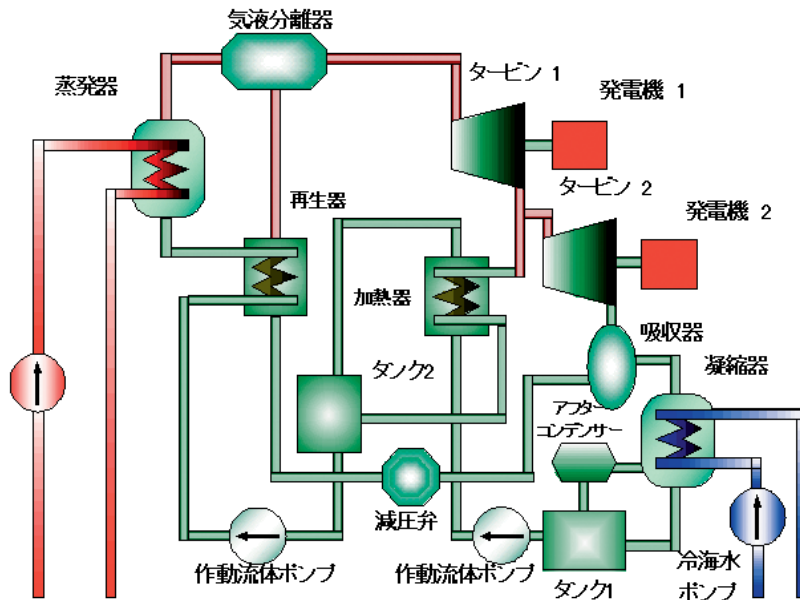 気液分離器
蒸発器
タービン 1
発電機 1
タービン 2
再生器
発電機 2
加熱器
吸収器
タンク2
凝縮器
アフター
コンデンサー
減圧弁
作動流体ポンプ
作動流体ポンプ
タンク1
冷海水
ポンプ